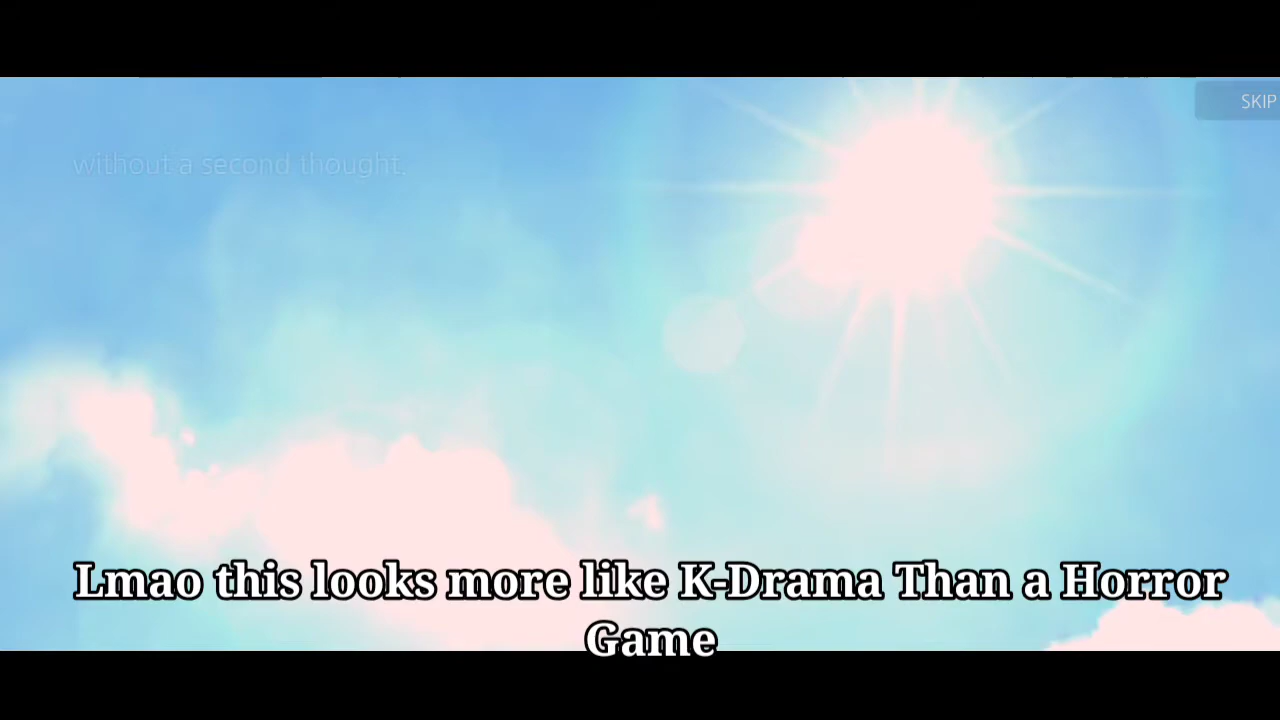 SKIP
without a second thought.
Lmao this looks more like K-Drama Than a Horror
Game